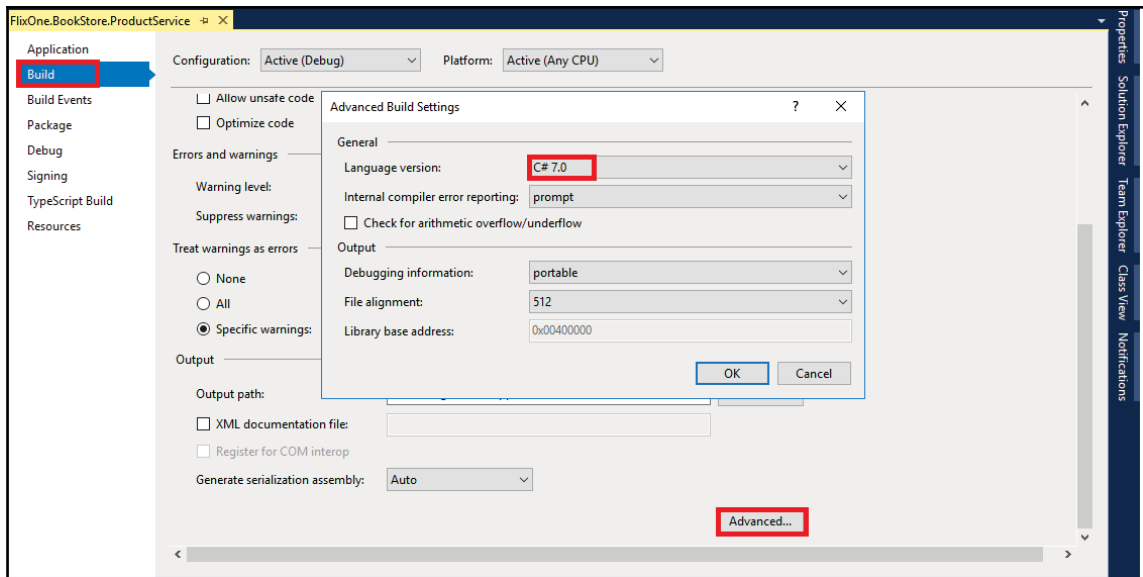 FlixOne.BookStore.ProductService
Application
Build
Build Events
Package
Debug
Signing
TypeScript Build
Resources
Configuration: Active (Debug) Platform: Active (Any CPU)
Allow unsafe code
Optimize code
Errors and warnings
Warning level:
Suppress warnings:
Treat warnings as errors
None
All
Specific warnings:
Output
Output path:
XML documentation file:
Register for COM interop
Generate serialization assembly: Auto
Advanced...
Advanced Build Settings ?
General
Language version: C# 7.0
Internal compiler error reporting: prompt
Check for arithmetic overflow/underflow
Output
Debugging information: portable
File alignment: 512
Library base address: 0x00400000
OK Cancel
Properties
Solution Explorer
Team Explorer
Class View
Notifications